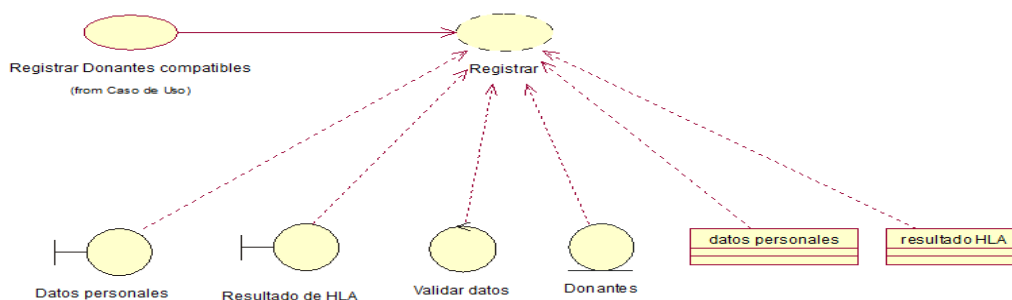 Registrar Donantes compatibles
(from Caso de Uso)
Registrar
Datos personales
Resultado de HLA
Validar datos
Donantes
datos personales
resultado HLA